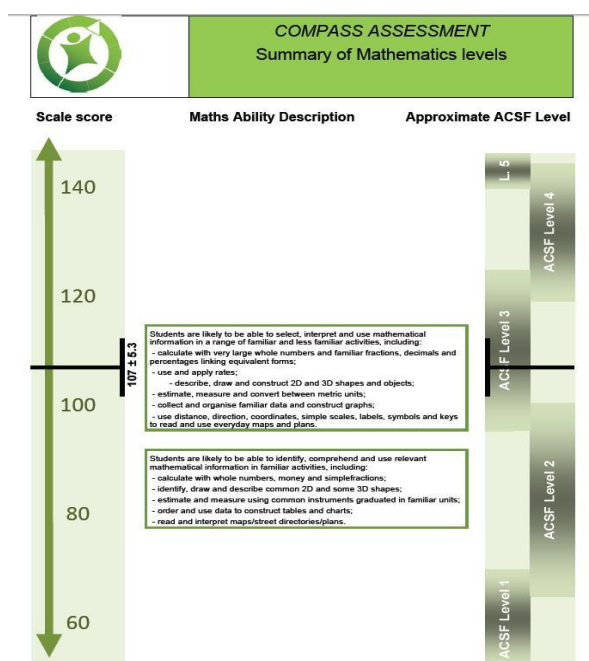 COMPASS ASSESSMENT
Summary of Mathematics levels
Scale score
Maths Ability Description
Approximate ACSF Level
140
120
100
80
60
107 ± 5.3
Students are likely to be able to select, interpret and use mathematical
information in a range of familiar and less familiar activities, including:
- calculate with very large whole numbers and familiar fractions, decimals and
percentages linking equivalent forms;
- use and apply rates;
- describe, draw and construct 2D and 3D shapes and objects;
- estimate, measure and convert between metric units;
- collect and organise familiar data and construct graphs;
- use distance, direction, coordinates, simple scales, labels, symbols and keys
to read and use everyday maps and plans.
Students are likely to be able to identify, comprehend and use relevant
mathematical information in familiar activities, including:
- calculate with whole numbers, money and simplefractions;
- identify, draw and describe common 2D and some 3D shapes;
- estimate and measure using common instruments graduated in familiar units;
- order and use data to construct tables and charts;
- read and interpret maps/street directories/plans.
L. 5
ACSF Level 4
ACSF Level 3
ACSF Level 2
ACSF Level 1